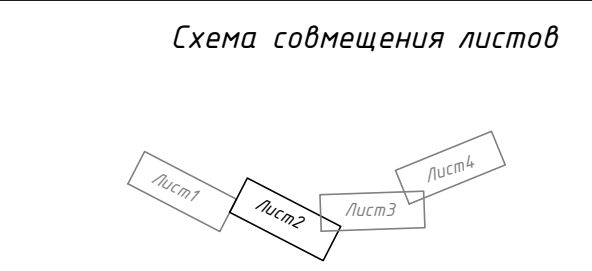 Схема совмещения листов
Лист1
Лист2
Лист3
Лист4